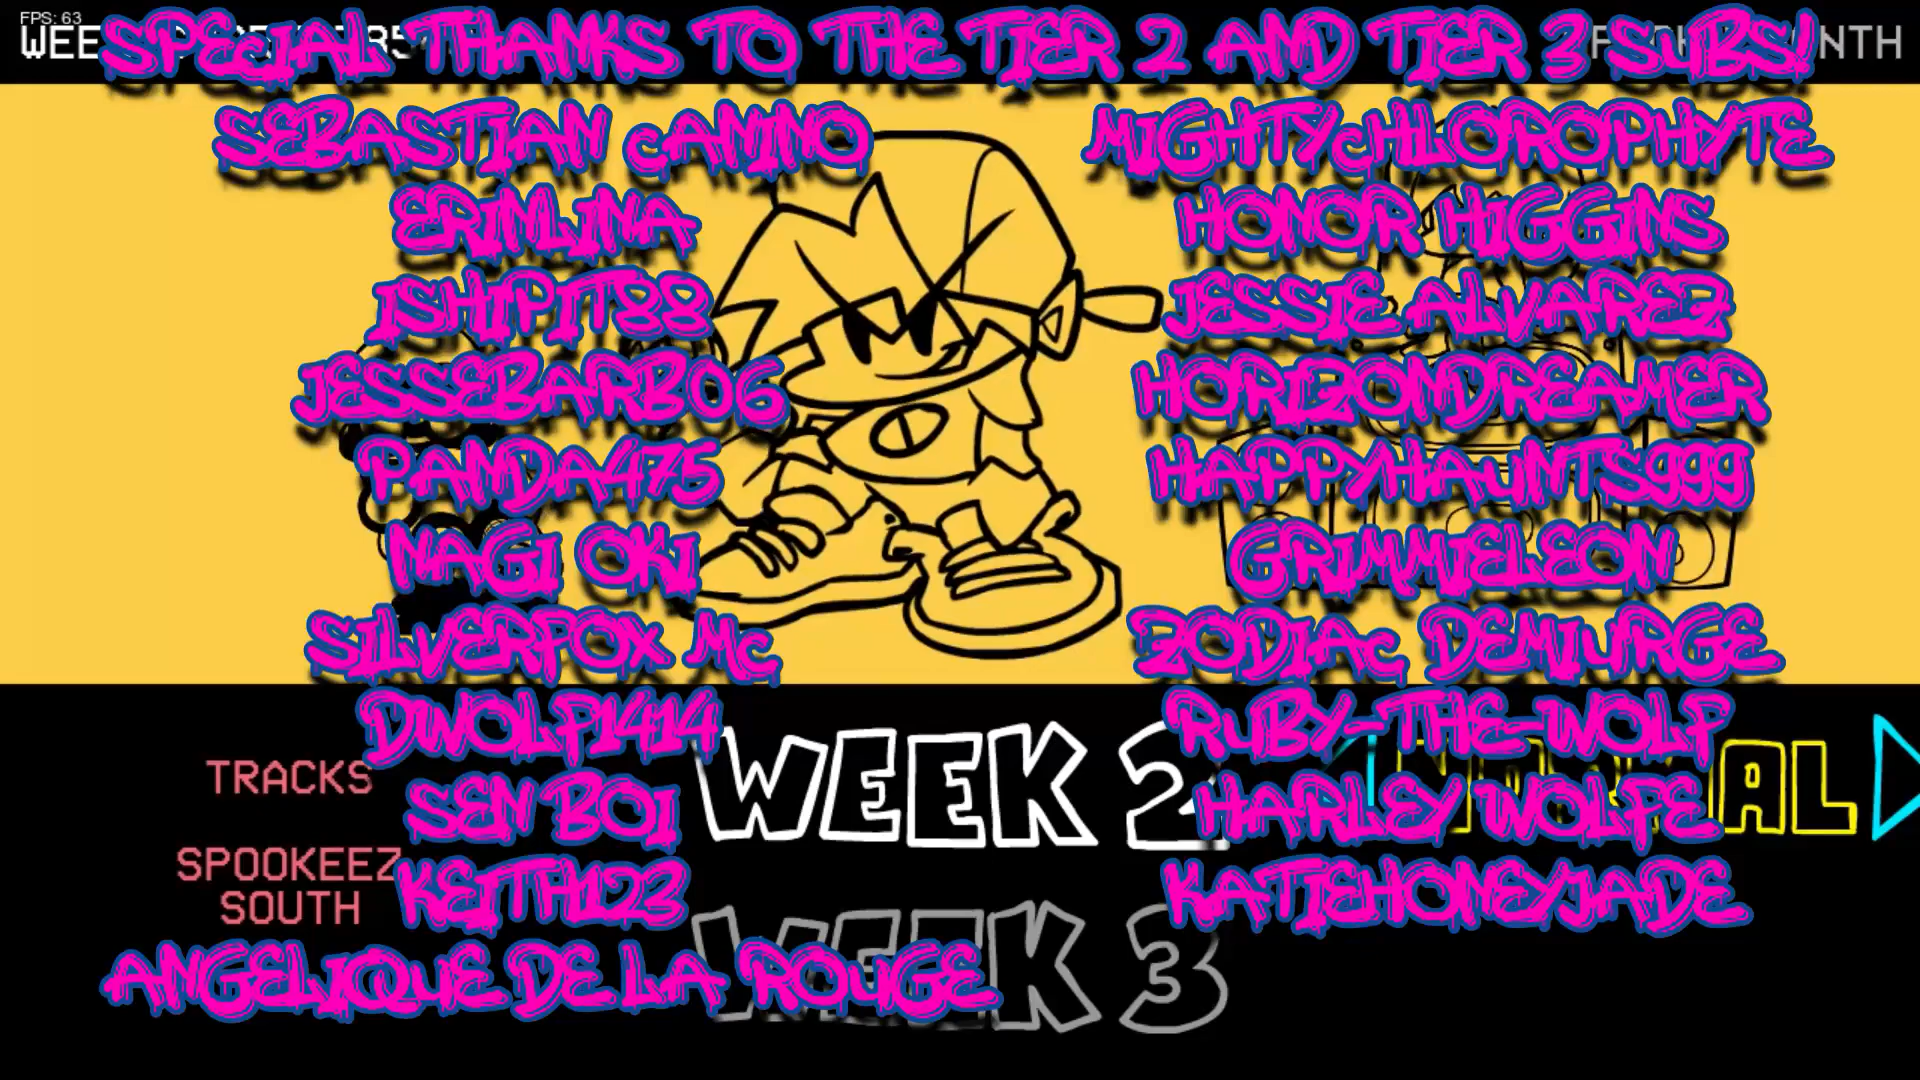 FPS: 63
SPECIAL THANKS TO THE TIER 2 AND TIER 3 SUBS!
SEBASTIAN CAMINO
ERINLINA
ISHIPIT88
JESSEBARB06
PANDA475
NAGI OKI
SILVERFOX MC
DWOLF1414
SEN BOI
KEITH123
ANGELIQUE DE LA ROUGE
MIGHTYCHLOROPHYTE
HONOR HIGGINS
JESSIE ALVAREZ
HORIZONDREAMER
HAPPYHAUNTS999
GRIMMIELEON
ZODIAC DEMIURGE
RUBY-THE-WOLF
HARLEY WOLFE
KATIEHONEYJADE
TRACKS
SPOOKEEZ
SOUTH
WEEK 2
WEEK 3